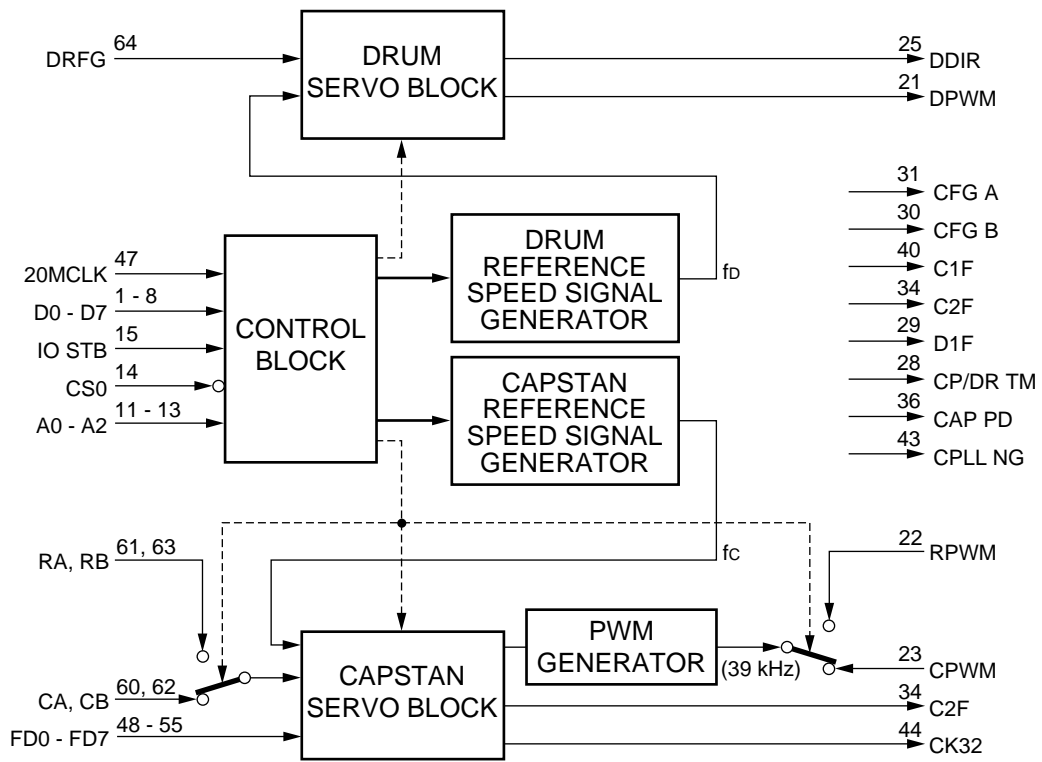 64
DRFG
DRUM
SERVO BLOCK
25
DDIR
21
DPWM
31
CFG A
30
CFG B
40
C1F
34
C2F
29
D1F
28
CP/DR TM
36
CAP PD
43
CPLL NG
47
20MCLK
1 - 8
D0 - D7
15
IO STB
14
CS0
11 - 13
A0 - A2
CONTROL
BLOCK
DRUM
REFERENCE
SPEED SIGNAL
GENERATOR
fD
CAPSTAN
REFERENCE
SPEED SIGNAL
GENERATOR
fC
61, 63
RA, RB
60, 62
CA, CB
48 - 55
FD0 - FD7
CAPSTAN
SERVO BLOCK
PWM
GENERATOR
(39 kHz)
22
RPWM
23
CPWM
34
C2F
44
CK32